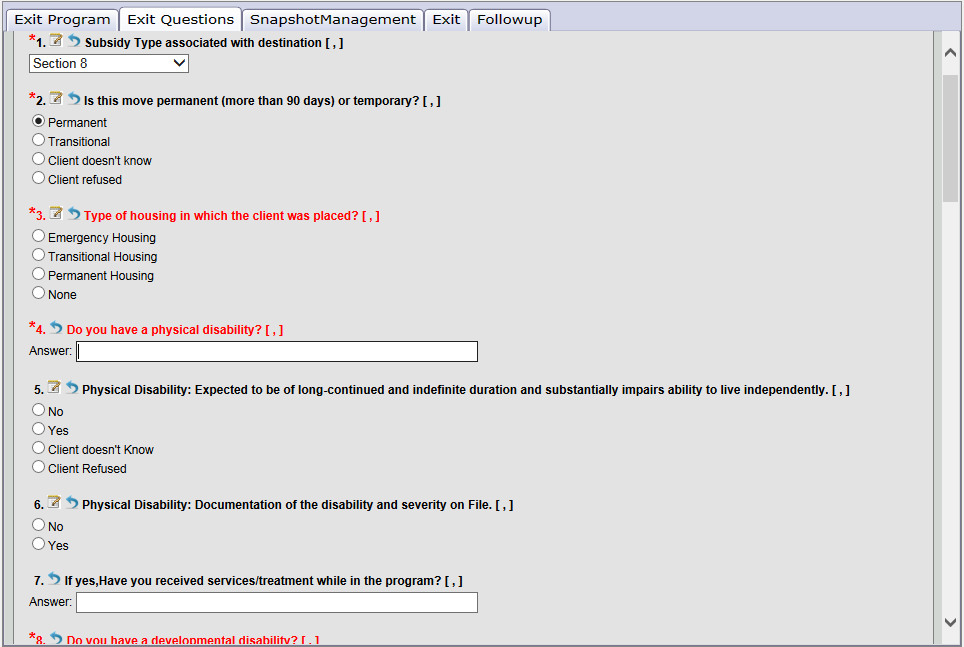 Exit Program Exit Questions SnapshotManagement Exit Followup
*1. Subsidy Type associated with destination [ , ]
Section 8
*2. Is this move permanent (more than 90 days) or temporary? [ , ]
Permanent
Transitional
Client doesn't know
Client refused
*3. Type of housing in which the client was placed? [ , ]
Emergency Housing
Transitional Housing
Permanent Housing
None
*4. Do you have a physical disability? [ , ]
Answer:
5. Physical Disability: Expected to be of long-continued and indefinite duration and substantially impairs ability to live independently. [ , ]
No
Yes
Client doesn't Know
Client Refused
6. Physical Disability: Documentation of the disability and severity on File. [ , ]
No
Yes
7. If yes,Have you received services/treatment while in the program? [ , ]
Answer:
*8. Do you have a developmental disability? [ , ]